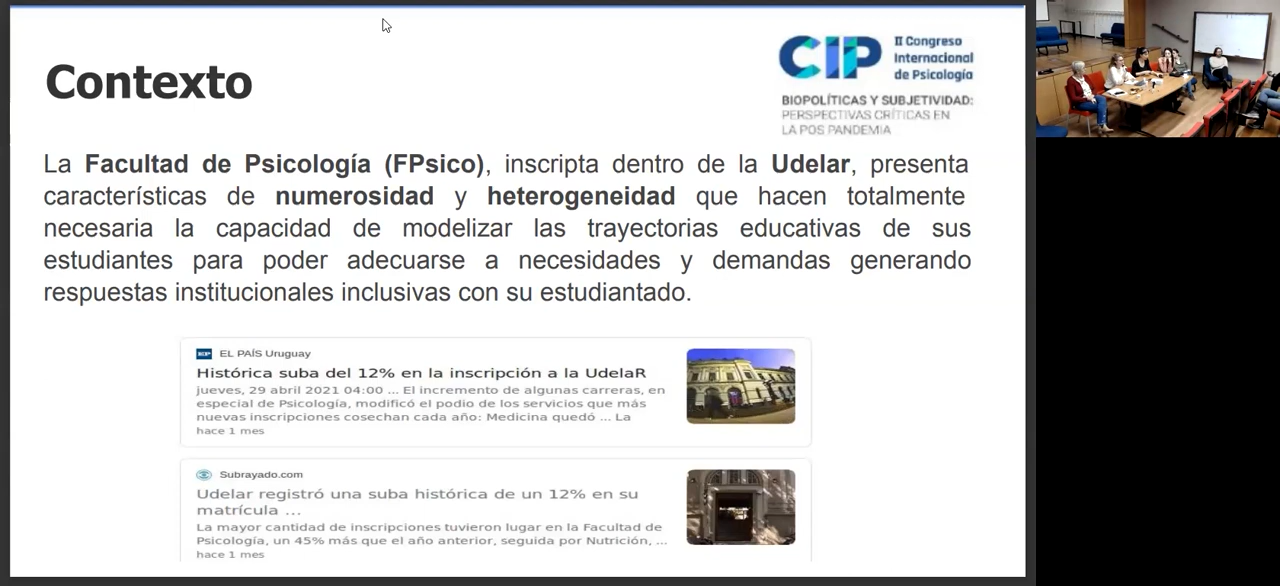 Contexto
CIP
II Congreso
Internacional
de Psicología
BIOPOLÍTICAS Y SUBJETIVIDAD:
PERSPECTIVAS CRÍTICAS EN
LA POS PANDEMIA
La Facultad de Psicología (FPsico), inscripta dentro de la Udelar, presenta
características de numerosidad y heterogeneidad que hacen totalmente
necesaria la capacidad de modelizar las trayectorias educativas de sus
estudiantes para poder adecuarse a necesidades y demandas generando
respuestas institucionales inclusivas con su estudiantado.
EP EL PAÍS Uruguay
Histórica suba del 12% en la inscripción a la UdelaR
jueves, 29 abril 2021 04:00 ... El incremento de algunas carreras, en
especial de Psicología, modificó el podio de los servicios que más
nuevas inscripciones cosechan cada año: Medicina quedó ... La
hace 1 mes
Subrayado.com
Udelar registró una suba histórica de un 12% en su
matrícula ...
La mayor cantidad de inscripciones tuvieron lugar en la Facultad de
Psicología, un 45% más que el año anterior, seguida por Nutrición, ...
hace 1 mes